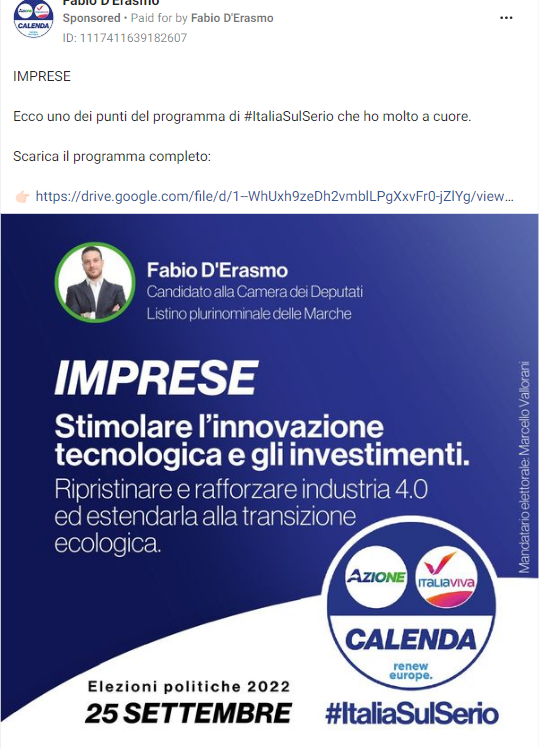 Fabio D'Erasmo
Sponsored • Paid for by Fabio D'Erasmo
ID: 1117411639182607
IMPRESE
Ecco uno dei punti del programma di #ItaliaSulSerio che ho molto a cuore.
Scarica il programma completo:
👉🏻 https://drive.google.com/file/d/1--WhUxh9zeDh2vmblLPgXxvFr0-jZlYg/view...
Fabio D'Erasmo
Candidato alla Camera dei Deputati
Listino plurinominale delle Marche
IMPRESE
Stimolare l'innovazione
tecnologica e gli investimenti.
Ripristinare e rafforzare industria 4.0
ed estendarla alla transizione
ecologica.
Mandatario elettorale: Marcello Vallorani
AZIONE
ITALIAVIVA
CALENDA
renew
europe.
Elezioni politiche 2022
25 SETTEMBRE
#ItaliaSulSerio